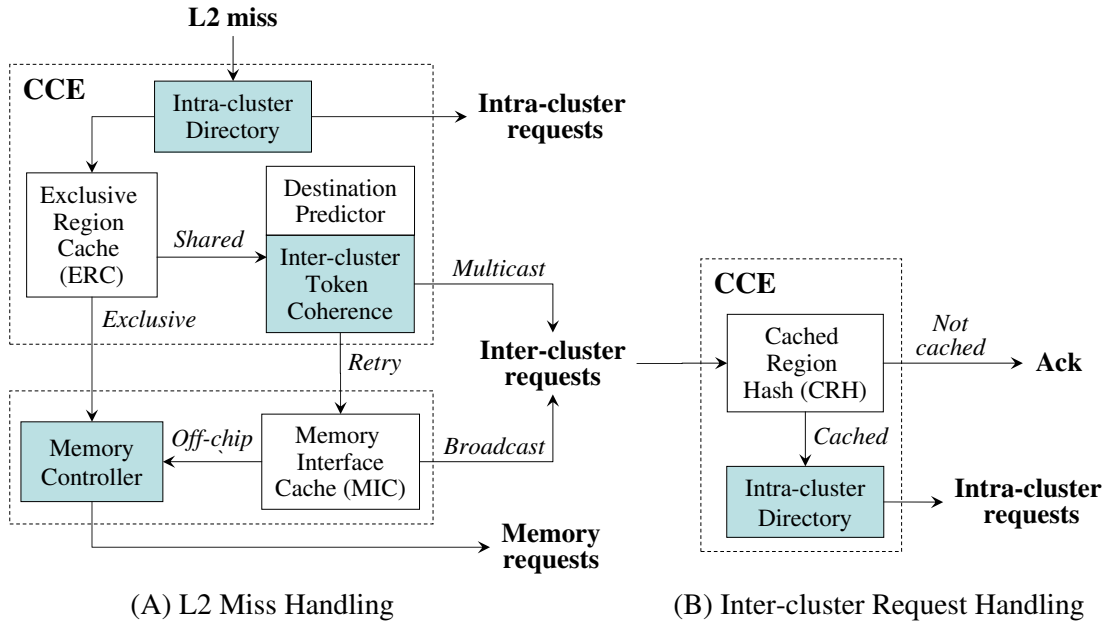 L2 miss
CCE
Intra-cluster
Directory
Intra-cluster
requests
Exclusive
Region
Cache
(ERC)
Shared
Destination
Predictor
Inter-cluster
Token
Coherence
Multicast
Exclusive
Retry
Inter-cluster
requests
Memory
Controller
Off-chip
Memory
Interface
Cache (MIC)
Broadcast
Memory
requests
(A) L2 Miss Handling
CCE
Cached
Region
Hash (CRH)
Not
cached
Ack
Cached
Intra-cluster
Directory
Intra-cluster
requests
(B) Inter-cluster Request Handling